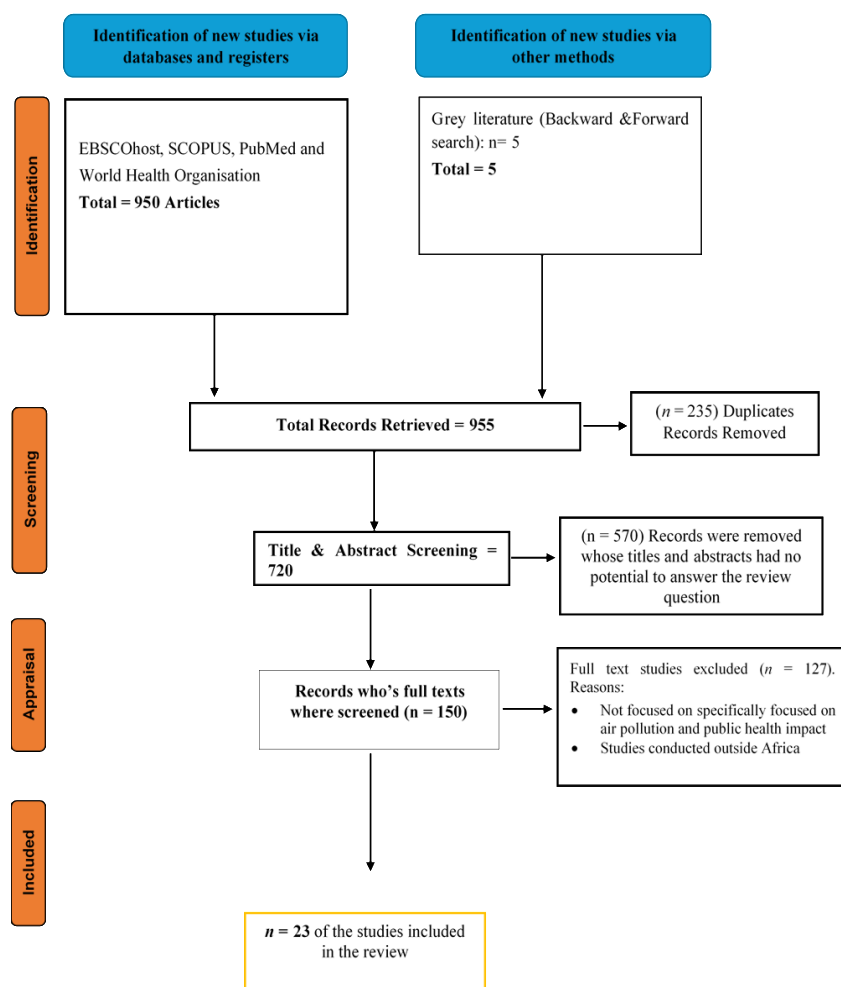 Identification of new studies via
databases and registers
Identification of new studies via
other methods
Identification
EBSCOhost, SCOPUS, PubMed and
World Health Organisation
Total = 950 Articles
Grey literature (Backward &Forward
search): n= 5
Total = 5
Screening
Total Records Retrieved = 955
(n = 235) Duplicates
Records Removed
Title & Abstract Screening =
720
(n = 570) Records were removed
whose titles and abstracts had no
potential to answer the review
question
Appraisal
Records who's full texts
where screened (n = 150)
Full text studies excluded (n = 127).
Reasons:
• Not focused on specifically focused on
air pollution and public health impact
• Studies conducted outside Africa
Included
n = 23 of the studies included
in the review